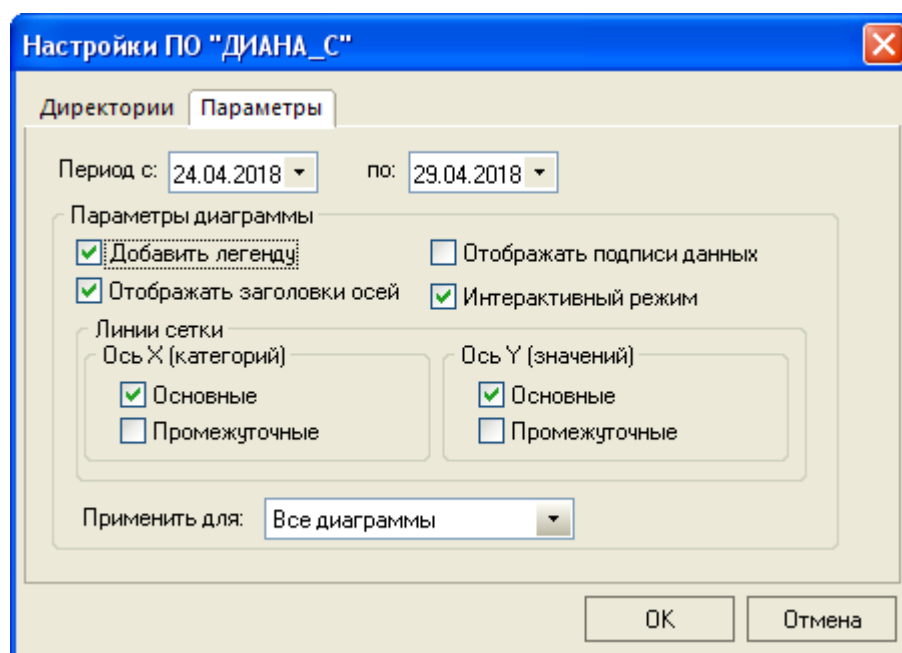 Настройки ПО "ДИАНА_С"
Директории Параметры
Период с: 24.04.2018 по: 29.04.2018
Параметры диаграммы
Добавить легенду Отображать подписи данных
Отображать заголовки осей Интерактивный режим
Линии сетки
Ось X (категорий) Ось Y (значений)
Основные Основные
Промежуточные Промежуточные
Применить для: Все диаграммы
OK Отмена